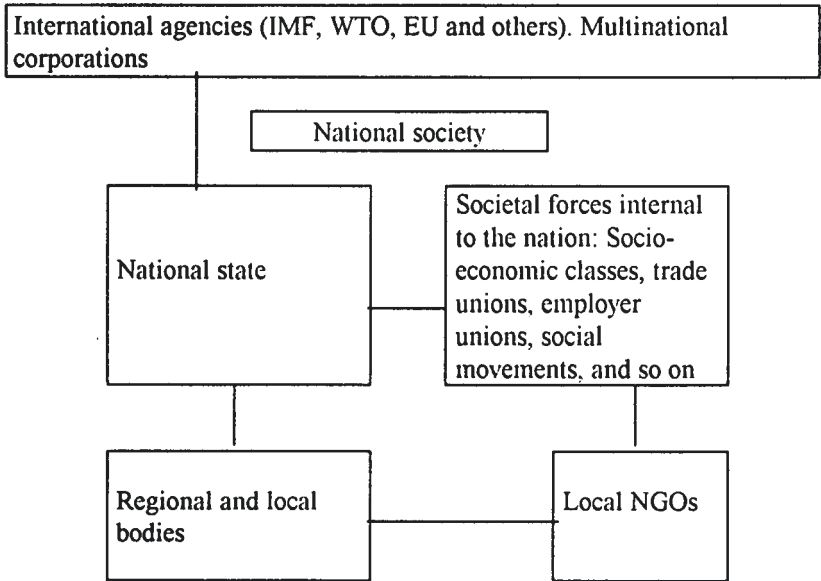 International agencies (IMF, WTO, EU and others). Multinational
corporations
National society
National state
Societal forces internal
to the nation: Socio-
economic classes, trade
unions, employer
unions, social
movements, and so on
Regional and local
bodies
Local NGOs